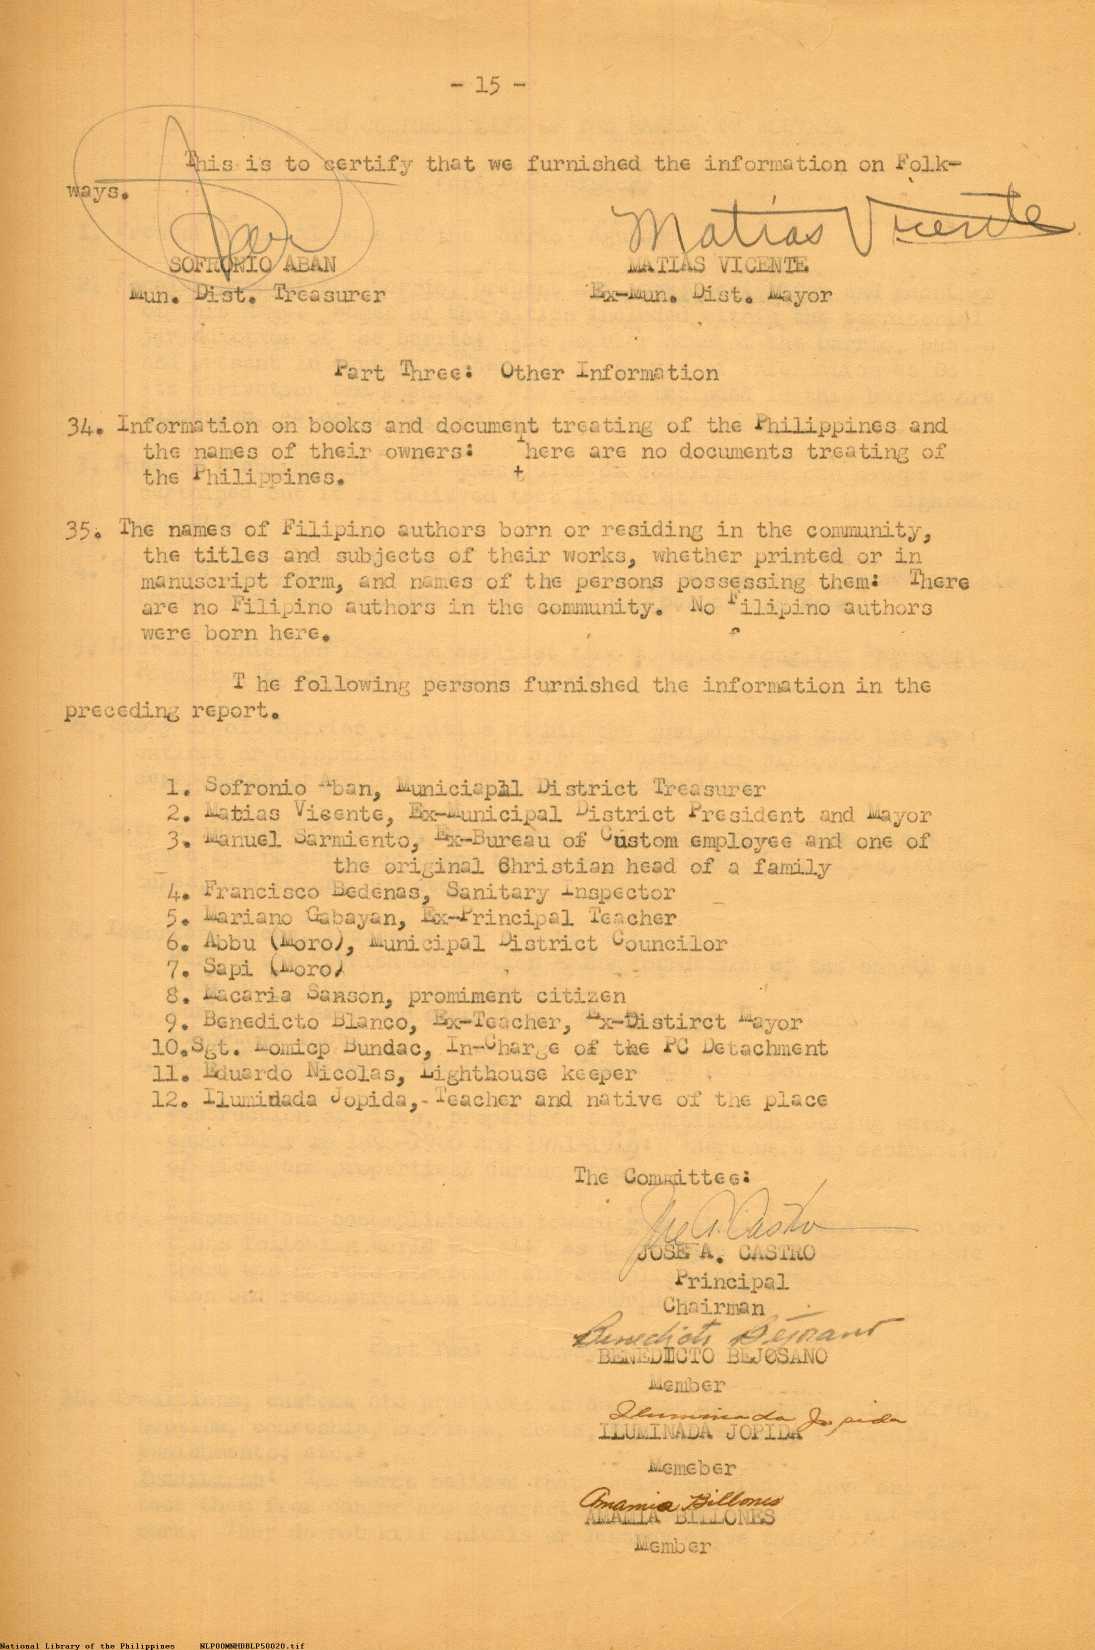 - 15 -
This is to certify that we furnished the information on Folk-
ways.
Matias Vicente
SOFRONIO ABAN MATIAS VICENTE
Mun. Dist. Treasurer Ex-Mun. Dist. Mayor
Part Three: Other Information
34. Information on books and document treating of the Philippines and
the names of their owners: There are no documents treating of
the Philippines.
35. The names of Filipino authors born or residing in the community,
the titles and subjects of their works, whether printed or in
manuscript form, and names of the persons possessing them: There
are no Filipino authors in the community. No Filipino authors
were born here.
T he following persons furnished the information in the
preceding report.
1. Sofronio Aban, Municiapll District Treasurer
2. Matias Vicente, Ex-Municipal District President and Mayor
3. Manuel Sarmiento, Ex-Bureau of Custom employee and one of
the original Christian head of a family
4. Francisco Bedenas, Sanitary Inspector
5. Mariano Gabayan, Ex-Principal Teacher
6. Abbu (Moro), Municipal District Councilor
7. Sapi (Moro)
8. Macaria Sanson, promiment citizen
9. Benedicto Blanco, Ex-Teacher, Ex-Distirct Mayor
10.Sgt. Bundac, In-Charge of the PC Detachment
11. Eduardo Nicolas, Lighthouse keeper
12. Ilumidada Jopida, Teacher and native of the place
The Committee:
Jose A. Castro
JOSE A. CASTRO
Principal
Chairman
Benedicto Bejosano
BENEDICTO BEJOSANO
Member
Iluminada Jopida
ILUMINADA JOPIDA
Memeber
Amamia Billones
AMAMIA BILLONES
Member
National Library of the Philippines NLP00MNHDBLP50020.tif